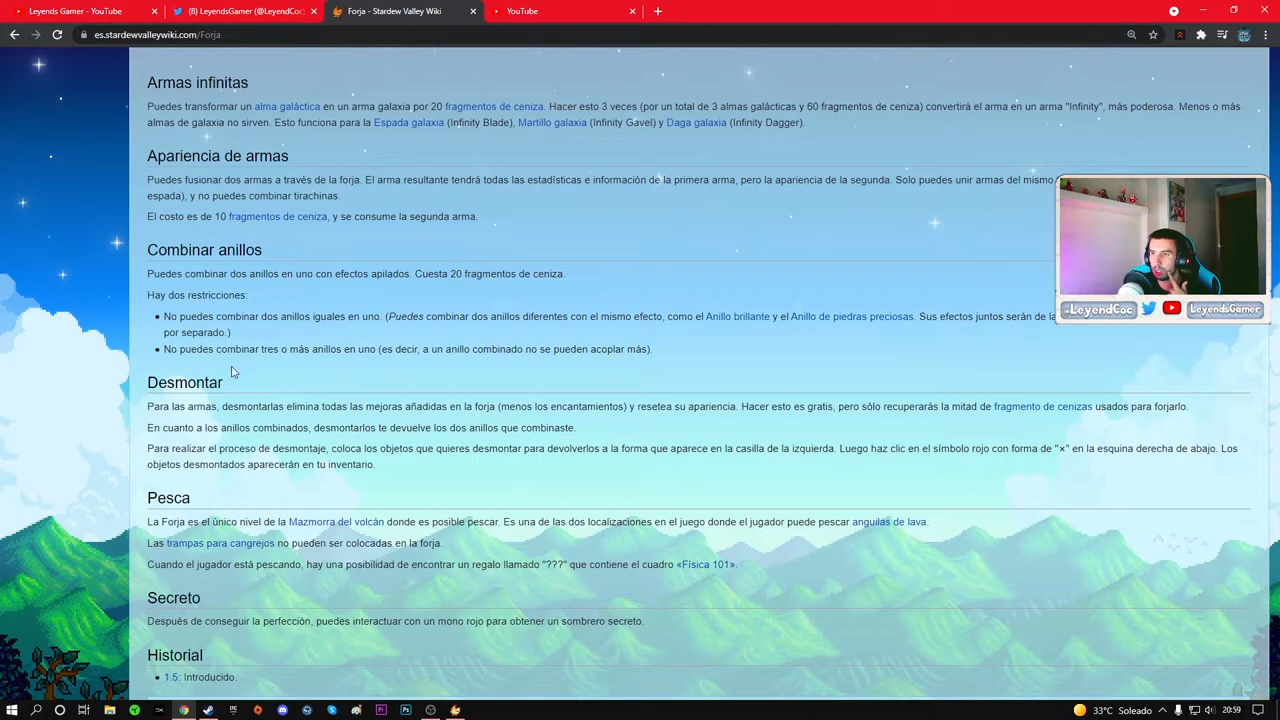 Leyends Gamer - YouTube
(8) LeyendsGamer (@LeyendCoc
Forja - Stardew Valley Wiki
YouTube
es.stardewvalleywiki.com/Forja
Armas infinitas
Puedes transformar un alma galáctica en un arma galaxia por 20 fragmentos de ceniza. Hacer esto 3 veces (por un total de 3 almas galácticas y 60 fragmentos de ceniza) convertirá el arma en un arma "Infinity", más poderosa. Menos o más
almas de galaxia no sirven. Esto funciona para la Espada galaxia (Infinity Blade), Martillo galaxia (Infinity Gavel) y Daga galaxia (Infinity Dagger).
Apariencia de armas
Puedes fusionar dos armas a través de la forja. El arma resultante tendrá todas las estadísticas e información de la primera arma, pero la apariencia de la segunda. Solo puedes unir armas del mismo
espada), y no puedes combinar tirachinas.
El costo es de 10 fragmentos de ceniza, y se consume la segunda arma.
Combinar anillos
Puedes combinar dos anillos en uno con efectos apilados. Cuesta 20 fragmentos de ceniza.
Hay dos restricciones:
• No puedes combinar dos anillos iguales en uno. (Puedes combinar dos anillos diferentes con el mismo efecto, como el Anillo brillante y el Anillo de piedras preciosas. Sus efectos juntos serán de la
por separado.)
• No puedes combinar tres o más anillos en uno (es decir, a un anillo combinado no se pueden acoplar más).
LeyendCoc
LeyendsGamer
Desmontar
Para las armas, desmontarlas elimina todas las mejoras añadidas en la forja (menos los encantamientos) y resetea su apariencia. Hacer esto es gratis, pero sólo recuperarás la mitad de fragmento de cenizas usados para forjarlo.
En cuanto a los anillos combinados, desmontarlos te devuelve los dos anillos que combinaste.
Para realizar el proceso de desmontaje, coloca los objetos que quieres desmontar para devolverlos a la forma que aparece en la casilla de la izquierda. Luego haz clic en el símbolo rojo con forma de "×" en la esquina derecha de abajo. Los
objetos desmontados aparecerán en tu inventario.
Pesca
La Forja es el único nivel de la Mazmorra del volcán donde es posible pescar. Es una de las dos localizaciones en el juego donde el jugador puede pescar anguilas de lava.
Las trampas para cangrejos no pueden ser colocadas en la forja.
Cuando el jugador está pescando, hay una posibilidad de encontrar un regalo llamado "???" que contiene el cuadro «Física 101».
Secreto
Después de conseguir la perfección, puedes interactuar con un mono rojo para obtener un sombrero secreto.
Historial
• 1.5: Introducido.
33°C Soleado
20:59